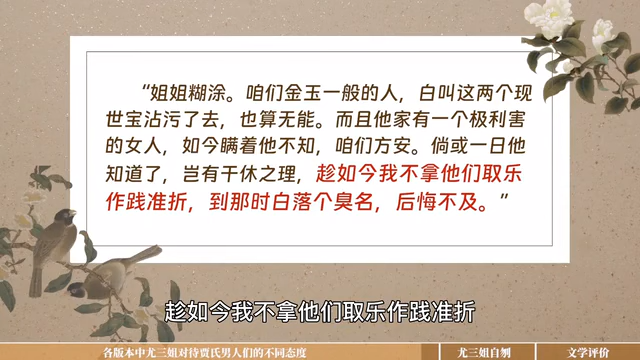 “姐姐糊涂。咱们金玉一般的人，白叫这两个现
世宝沾污了去，也算无能。而且他家有一个极利害
的女人，如今瞒着他不知，咱们方安。倘或一日他
知道了，岂有干休之理，趁如今我不拿他们取乐
作践准折，到那时白落个臭名，后悔不及。”
趁如今我不拿他们取乐作践准折
各版本中尤三姐对待贾氏男人们的不同态度
尤三姐自刎
文学评价